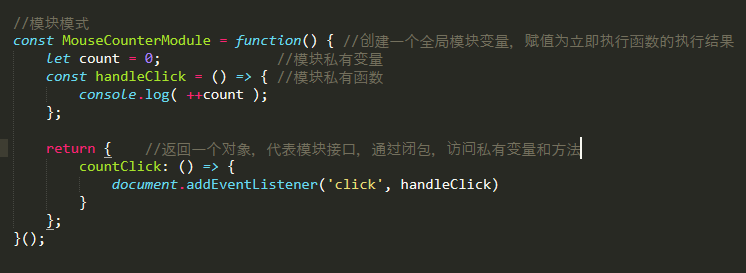 //模块模式
const MouseCounterModule = function() { //创建一个全局模块变量，赋值为立即执行函数的执行结果
    let count = 0;              //模块私有变量
    const handleClick = () => { //模块私有函数
        console.log( ++count );
    };

    return {    //返回一个对象，代表模块接口，通过闭包，访问私有变量和方法
        countClick: () => {
            document.addEventListener('click', handleClick)
        }
    };
}();